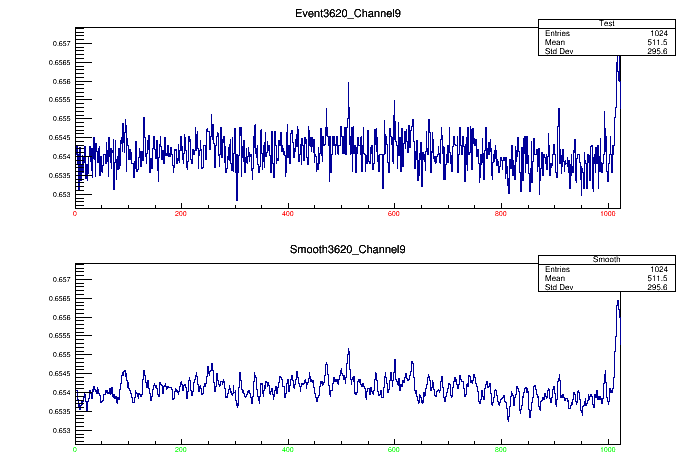 Event3620_Channel9
Test
Entries 1024
Mean 511.5
Std Dev 295.6
0.657
0.6565
0.656
0.6555
0.655
0.6545
0.654
0.6535
0.653
0 200 400 600 800 1000
Smooth3620_Channel9
Smooth
Entries 1024
Mean 511.5
Std Dev 295.6
0.657
0.6565
0.656
0.6555
0.655
0.6545
0.654
0.6535
0.653
0 200 400 600 800 1000